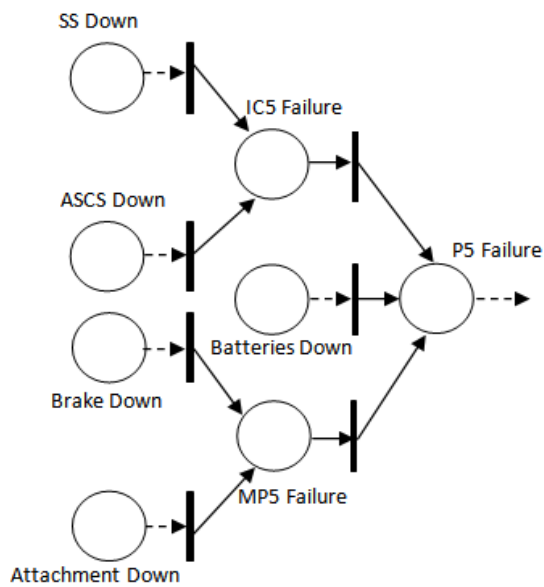 SS Down
IC5 Failure
ASCS Down
P5 Failure
Batteries Down
Brake Down
MP5 Failure
Attachment Down